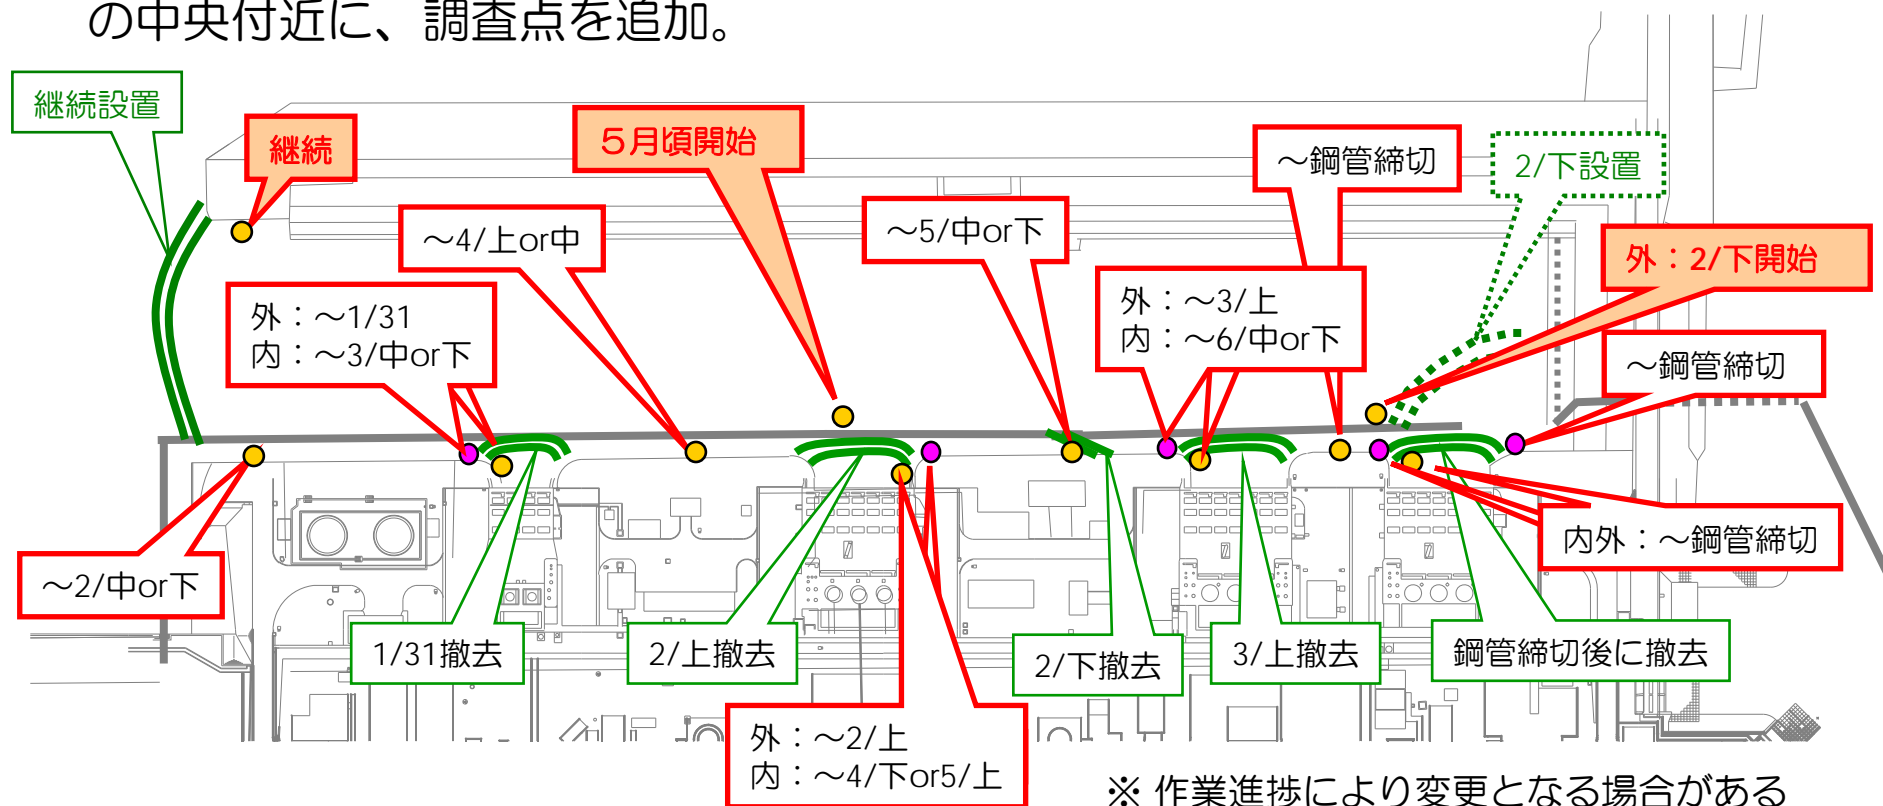 の中央付近に、調査点を追加。
継続設置
継続
５月頃開始
～鋼管締切
2/下設置
～4/上or中
～5/中or下
外：2/下開始
外：～1/31
内：～3/中or下
外：～3/上
内：～6/中or下
～鋼管締切
～2/中or下
内外：～鋼管締切
1/31撤去
2/上撤去
2/下撤去
3/上撤去
鋼管締切後に撤去
外：～2/上
内：～4/下or5/上
※ 作業進捗により変更となる場合がある